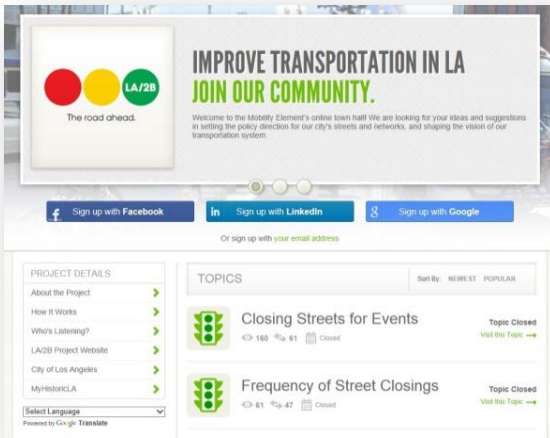 LA/2B
The road ahead.
IMPROVE TRANSPORTATION IN LA
JOIN OUR COMMUNITY.
Welcome to the Mobility Element's online town hall! We are looking for your ideas and suggestions
in setting the policy direction for our city's streets and networks, and shaping the vision of our
transportation system.
f Sign up with Facebook
in Sign up with LinkedIn
g Sign up with Google
Or sign up with your email address
PROJECT DETAILS
About the Project
How It Works
Who's Listening?
LA/2B Project Website
City of Los Angeles
MyHistoricLA
Select Language
Powered by Google Translate
TOPICS
Sort By: NEWEST POPULAR
Closing Streets for Events
160 61 Closed
Topic Closed
Visit the Topic
Frequency of Street Closings
61 47 Closed
Topic Closed
Visit the Topic